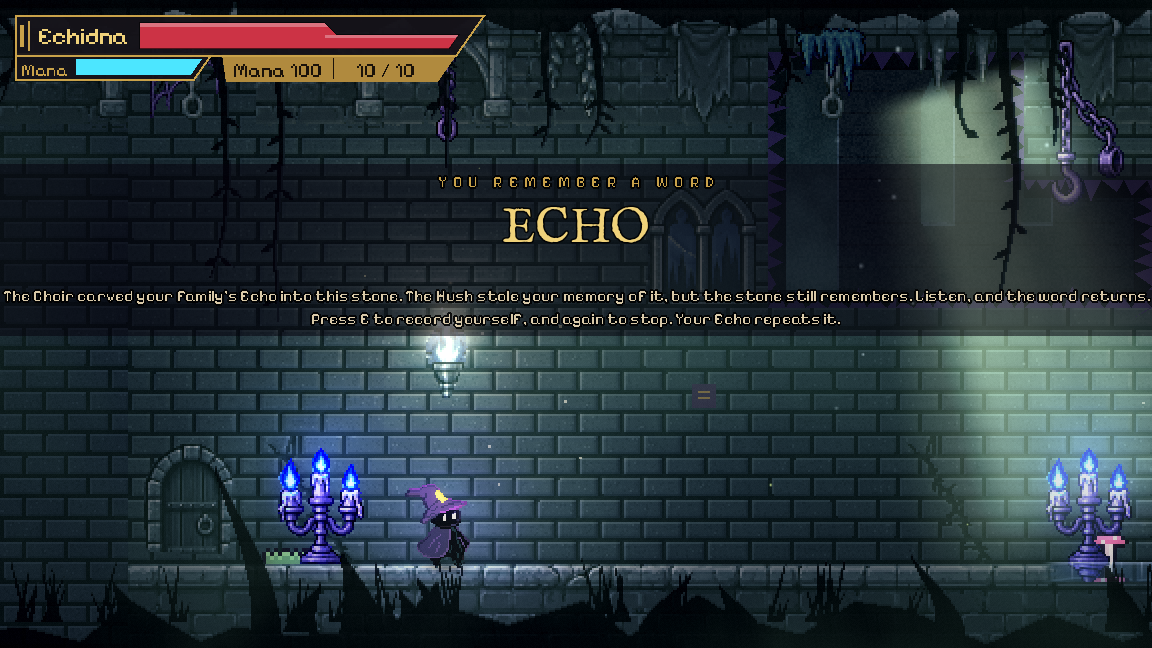 Echidna
Mana
Mana 100 10 / 10
YOU REMEMBER A WORD
ECHO
The Choir carved your family's Echo into this stone. The Hush stole your memory of it, but the stone still remembers. Listen, and the word returns.
Press E to record yourself, and again to stop. Your Echo repeats it.